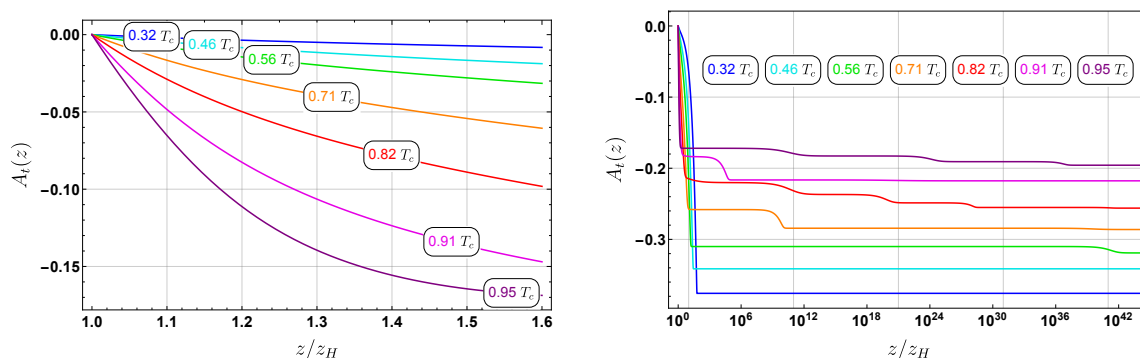 0.00
-0.05
-0.10
-0.15
A_t(z)
0.32 T_c
0.46 T_c
0.56 T_c
0.71 T_c
0.82 T_c
0.91 T_c
0.95 T_c
1.0 1.1 1.2 1.3 1.4 1.5 1.6
z/z_H
0.0
-0.1
-0.2
-0.3
A_t(z)
0.32 T_c 0.46 T_c 0.56 T_c 0.71 T_c 0.82 T_c 0.91 T_c 0.95 T_c
10^0 10^6 10^12 10^18 10^24 10^30 10^36 10^42
z/z_H